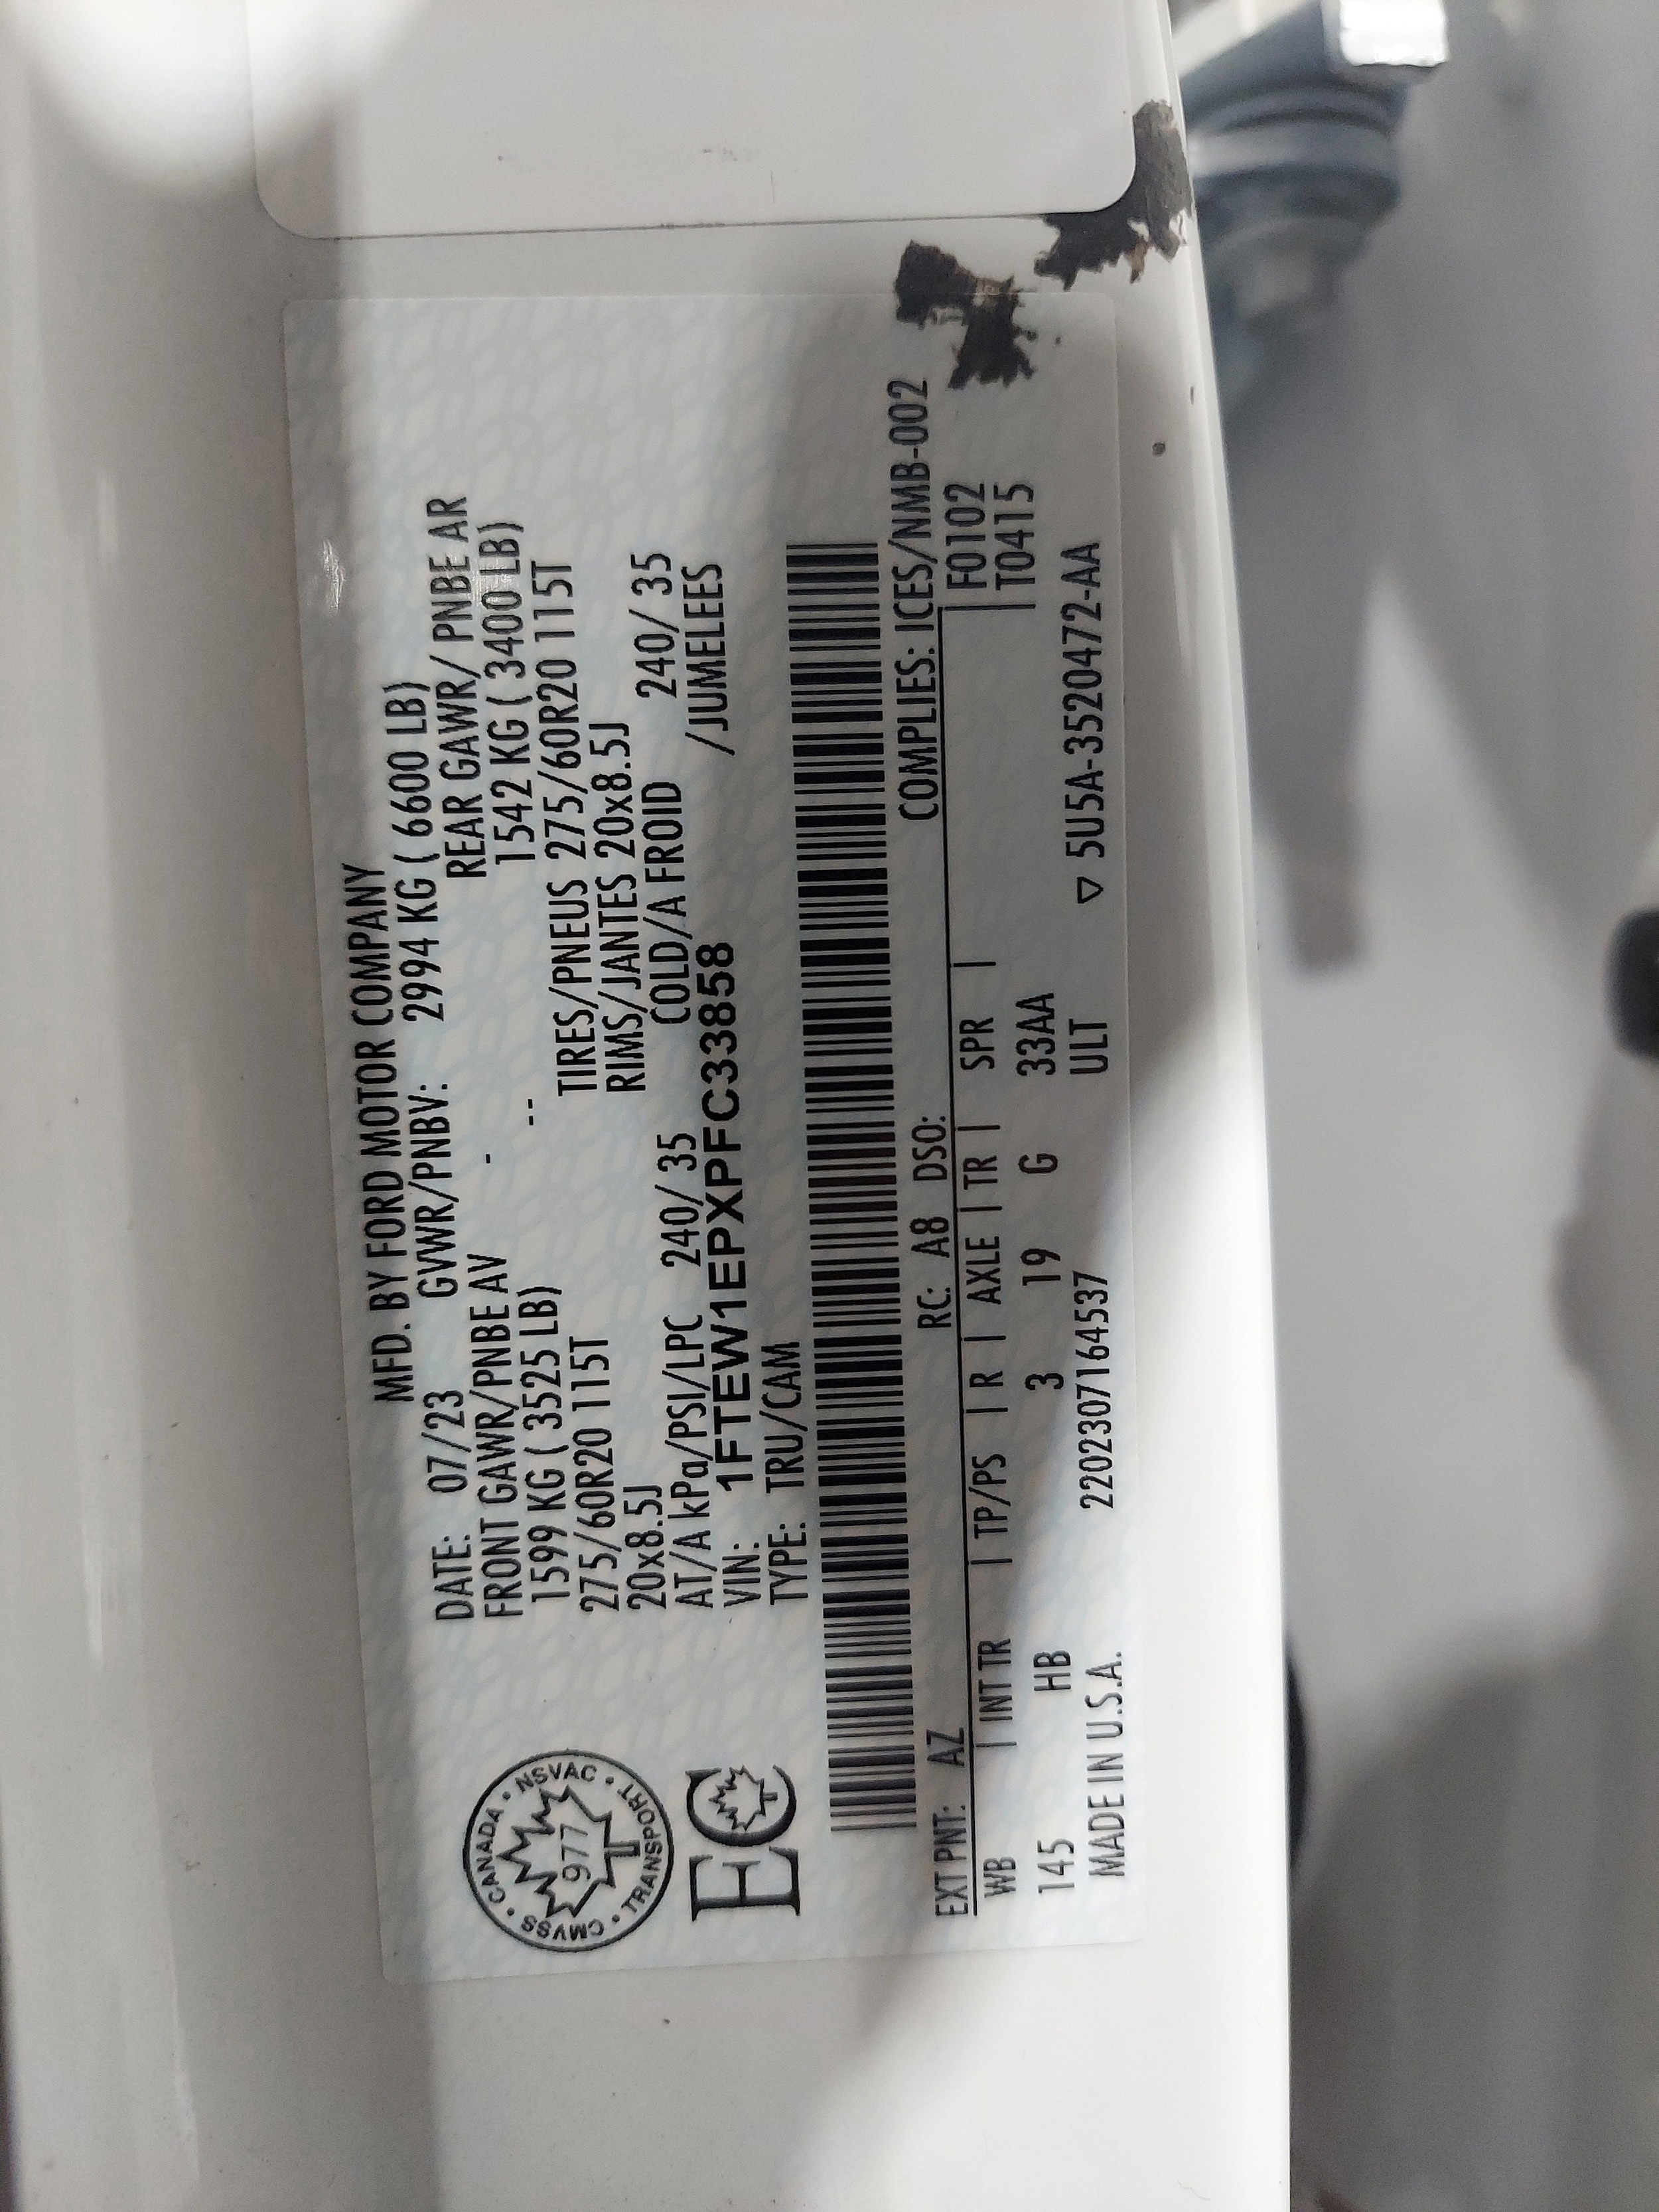 MFD. BY FORD MOTOR COMPANY
DATE: 07/23 GVWR/PNBV: 2994 KG ( 6600 LB)
FRONT GAWR/PNBE AV - REAR GAWR/ PNBE AR
1599 KG ( 3525 LB) -- 1542 KG ( 3400 LB)
275/60R20 115T TIRES/PNEUS 275/60R20 115T
20x8.5J RIMS/JANTES 20x8.5J
AT/A kPa/PSI/LPC 240/ 35 COLD/A FROID 240/ 35
VIN: 1FTEW1EPXPFC33858 /JUMELEES
TYPE: TRU/CAM
CANADA • NSVAC • TRANSPORT • CMVSS •
977
EC
COMPLIES: ICES/NMB-002
EXT PNT: AZ RC: A8 DSO: F0102
WB | INT TR | TP/PS | R | AXLE | TR | SPR | T0415
145 HB 3 19 G 33AA
MADE IN U.S.A. 2202307164537 ULT ▽ 5U5A-3520472-AA